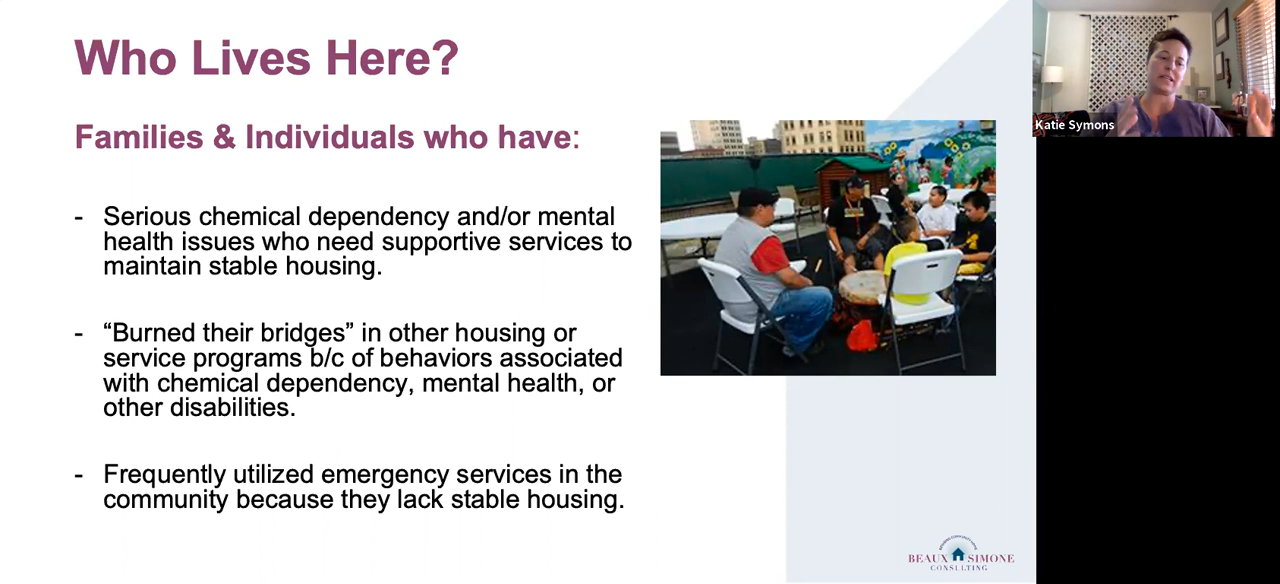 Who Lives Here?
Families & Individuals who have:
- Serious chemical dependency and/or mental
health issues who need supportive services to
maintain stable housing.
- “Burned their bridges” in other housing or
service programs b/c of behaviors associated
with chemical dependency, mental health, or
other disabilities.
- Frequently utilized emergency services in the
community because they lack stable housing.
Katie Symons
BEAUX SIMONE
CONSULTING